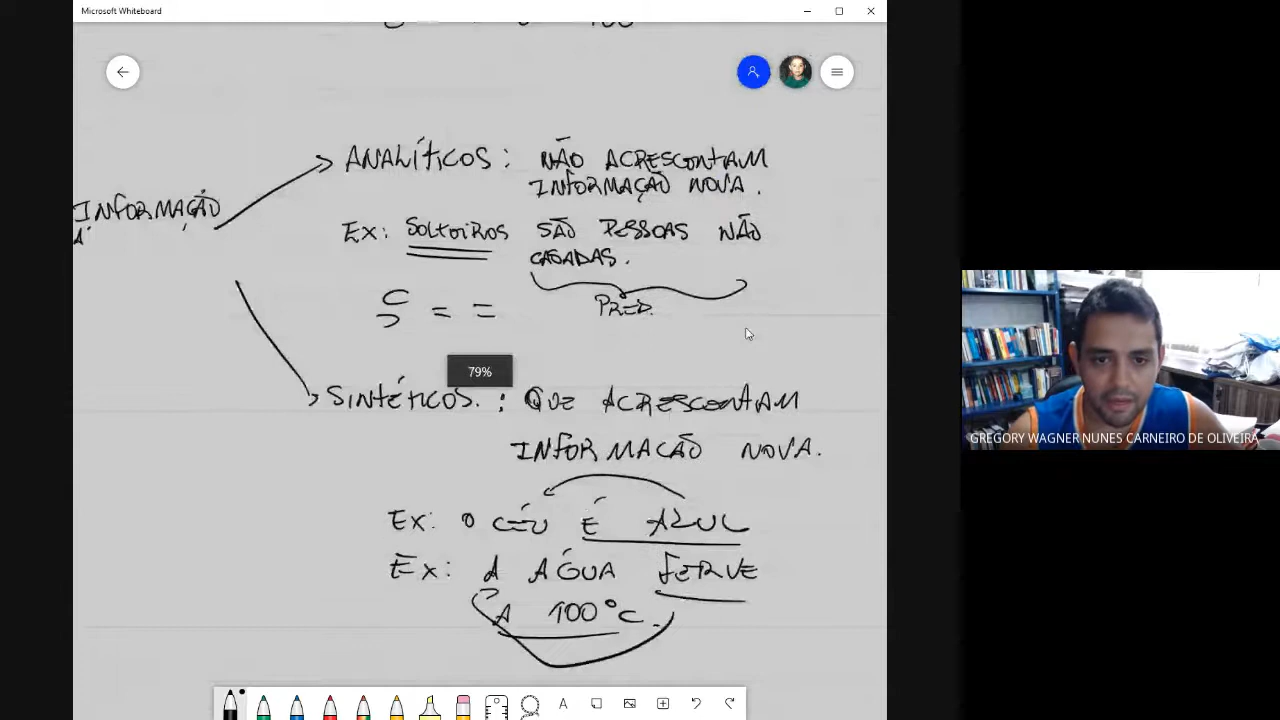 Microsoft Whiteboard
100
ANALÍTICOS: NÃO ACRESCENTAM
INFORMAÇÃO NOVA.
INFORMAÇÃO
EX: SOLTEIROS SÃO PESSOAS NÃO
CASADAS.
PRED.
S = =
79%
SINTÉTICOS. : QUE ACRESCENTAM
INFORMAÇÃO NOVA.
EX: O CÉU É AZUL
EX: A ÁGUA FERVE
A 100°C.
GREGORY WAGNER NUNES CARNEIRO DE OLIVEIRA